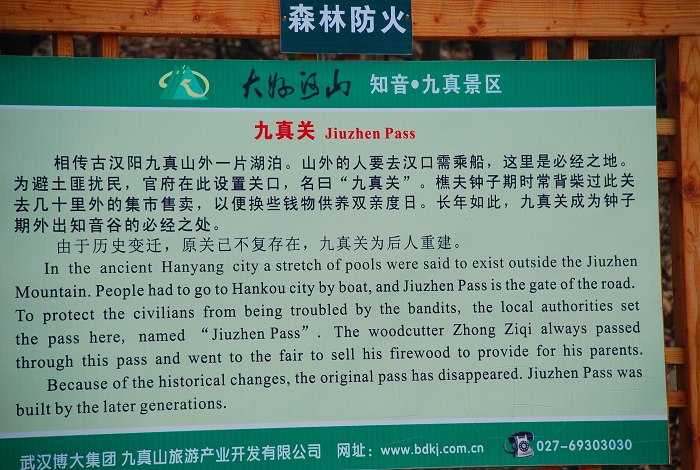 森林防火
大好河山 知音•九真景区
九真关 Jiuzhen Pass
相传古汉阳九真山外一片湖泊。山外的人要去汉口需乘船，这里是必经之地。
为避土匪扰民，官府在此设置关口，名曰“九真关”。樵夫钟子期时常背柴过此关
去几十里外的集市售卖，以便换些钱物供养双亲度日。长年如此，九真关成为钟子
期外出知音谷的必经之处。
由于历史变迁，原关已不复存在，九真关为后人重建。
In the ancient Hanyang city a stretch of pools were said to exist outside the Jiuzhen
Mountain. People had to go to Hankou city by boat, and Jiuzhen Pass is the gate of the road.
To protect the civilians from being troubled by the bandits, the local authorities set
the pass here, named “Jiuzhen Pass”. The woodcutter Zhong Ziqi always passed
through this pass and went to the fair to sell his firewood to provide for his parents.
Because of the historical changes, the original pass has disappeared. Jiuzhen Pass was
built by the later generations.
武汉博大集团 九真山旅游产业开发有限公司 网址：www.bdkj.com.cn 027-69303030